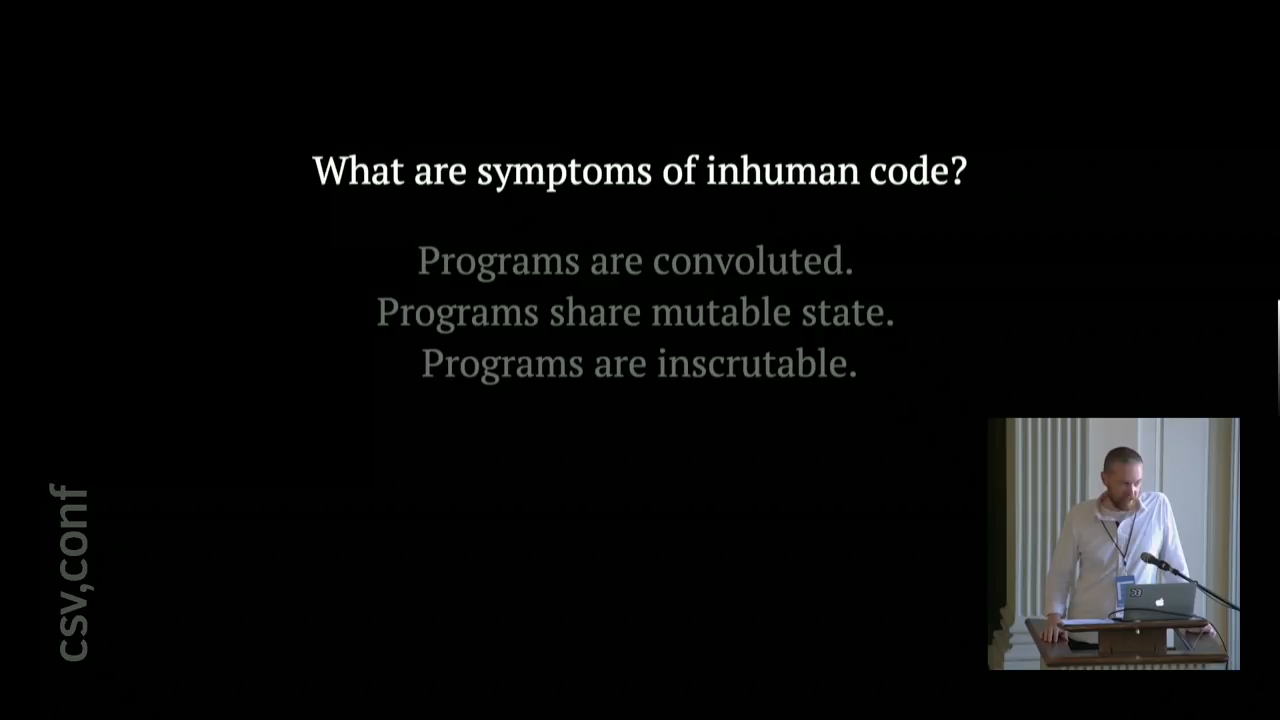 What are symptoms of inhuman code?
Programs are convoluted.
Programs share mutable state.
Programs are inscrutable.
csv,conf